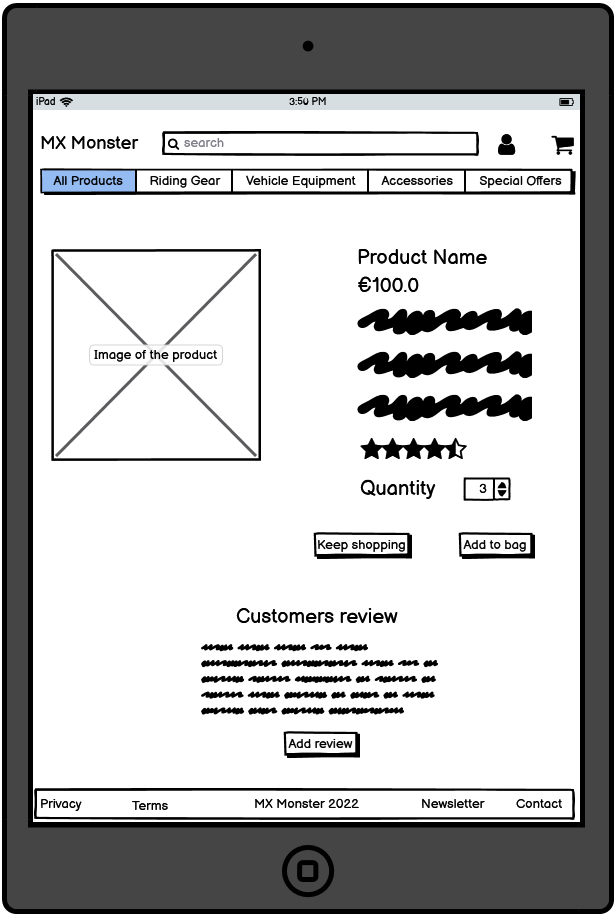 iPad 3:50 PM
MX Monster search
All Products Riding Gear Vehicle Equipment Accessories Special Offers
Product Name
€100.0
Image of the product
Quantity 3
Keep shopping Add to bag
Customers review
Add review
Privacy Terms MX Monster 2022 Newsletter Contact